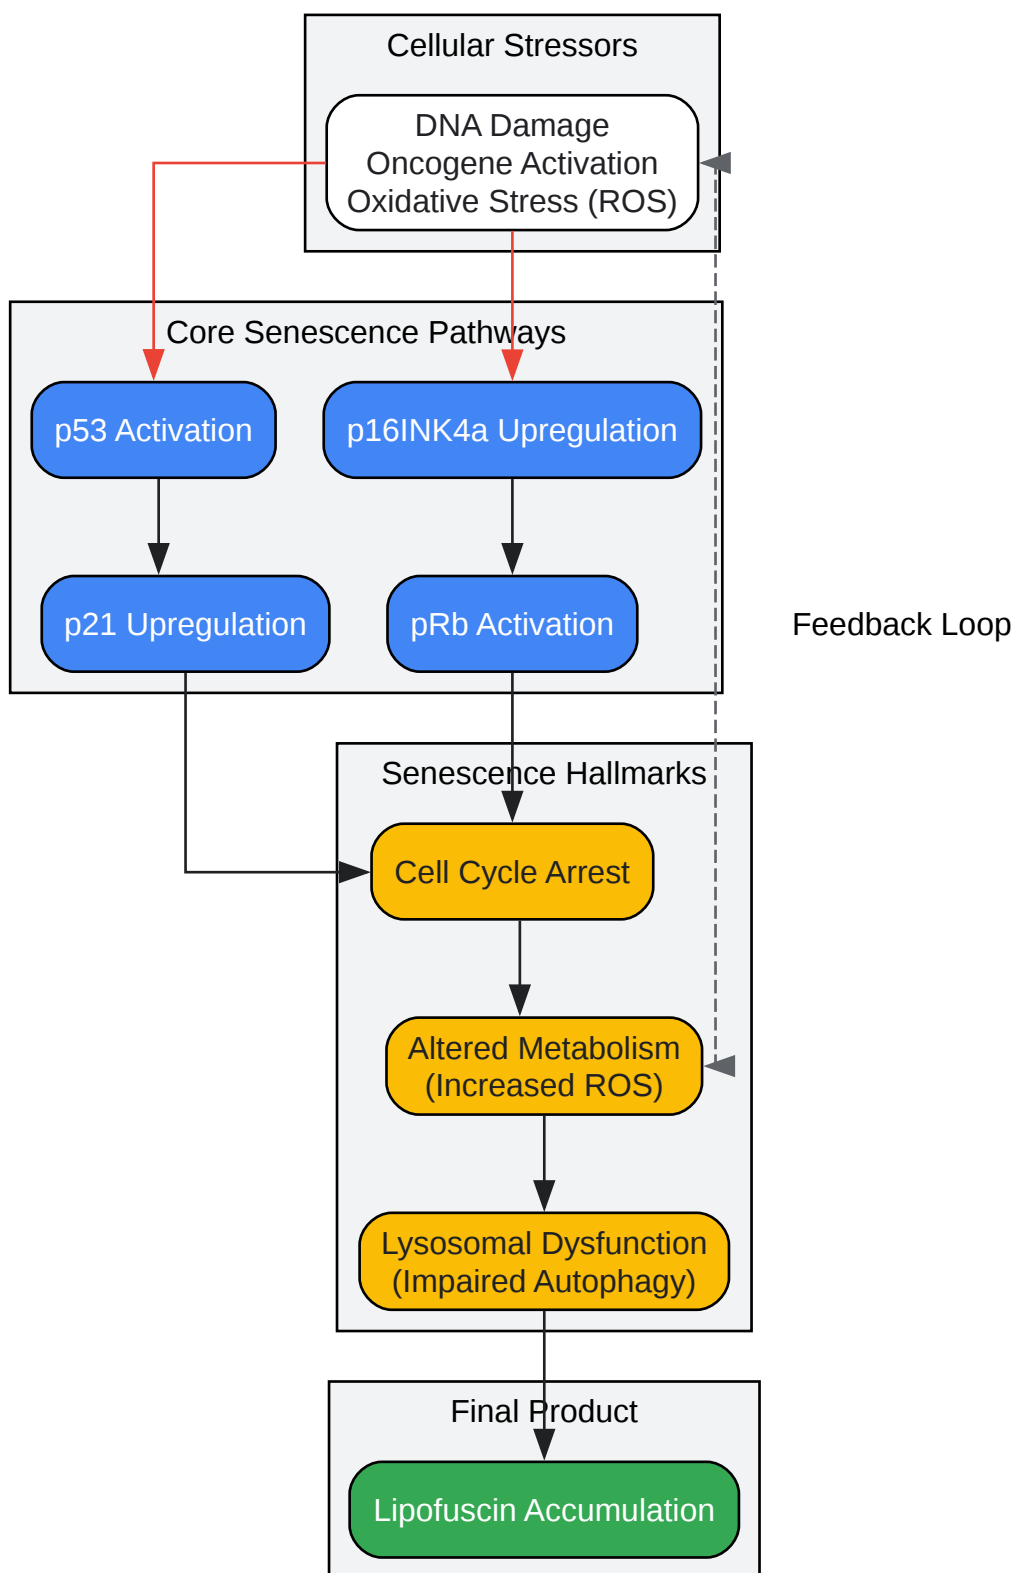 Cellular Stressors
DNA Damage
Oncogene Activation
Oxidative Stress (ROS)
Core Senescence Pathways
p53 Activation
p16INK4a Upregulation
p21 Upregulation
pRb Activation
Feedback Loop
Senescence Hallmarks
Cell Cycle Arrest
Altered Metabolism
(Increased ROS)
Lysosomal Dysfunction
(Impaired Autophagy)
Final Product
Lipofuscin Accumulation